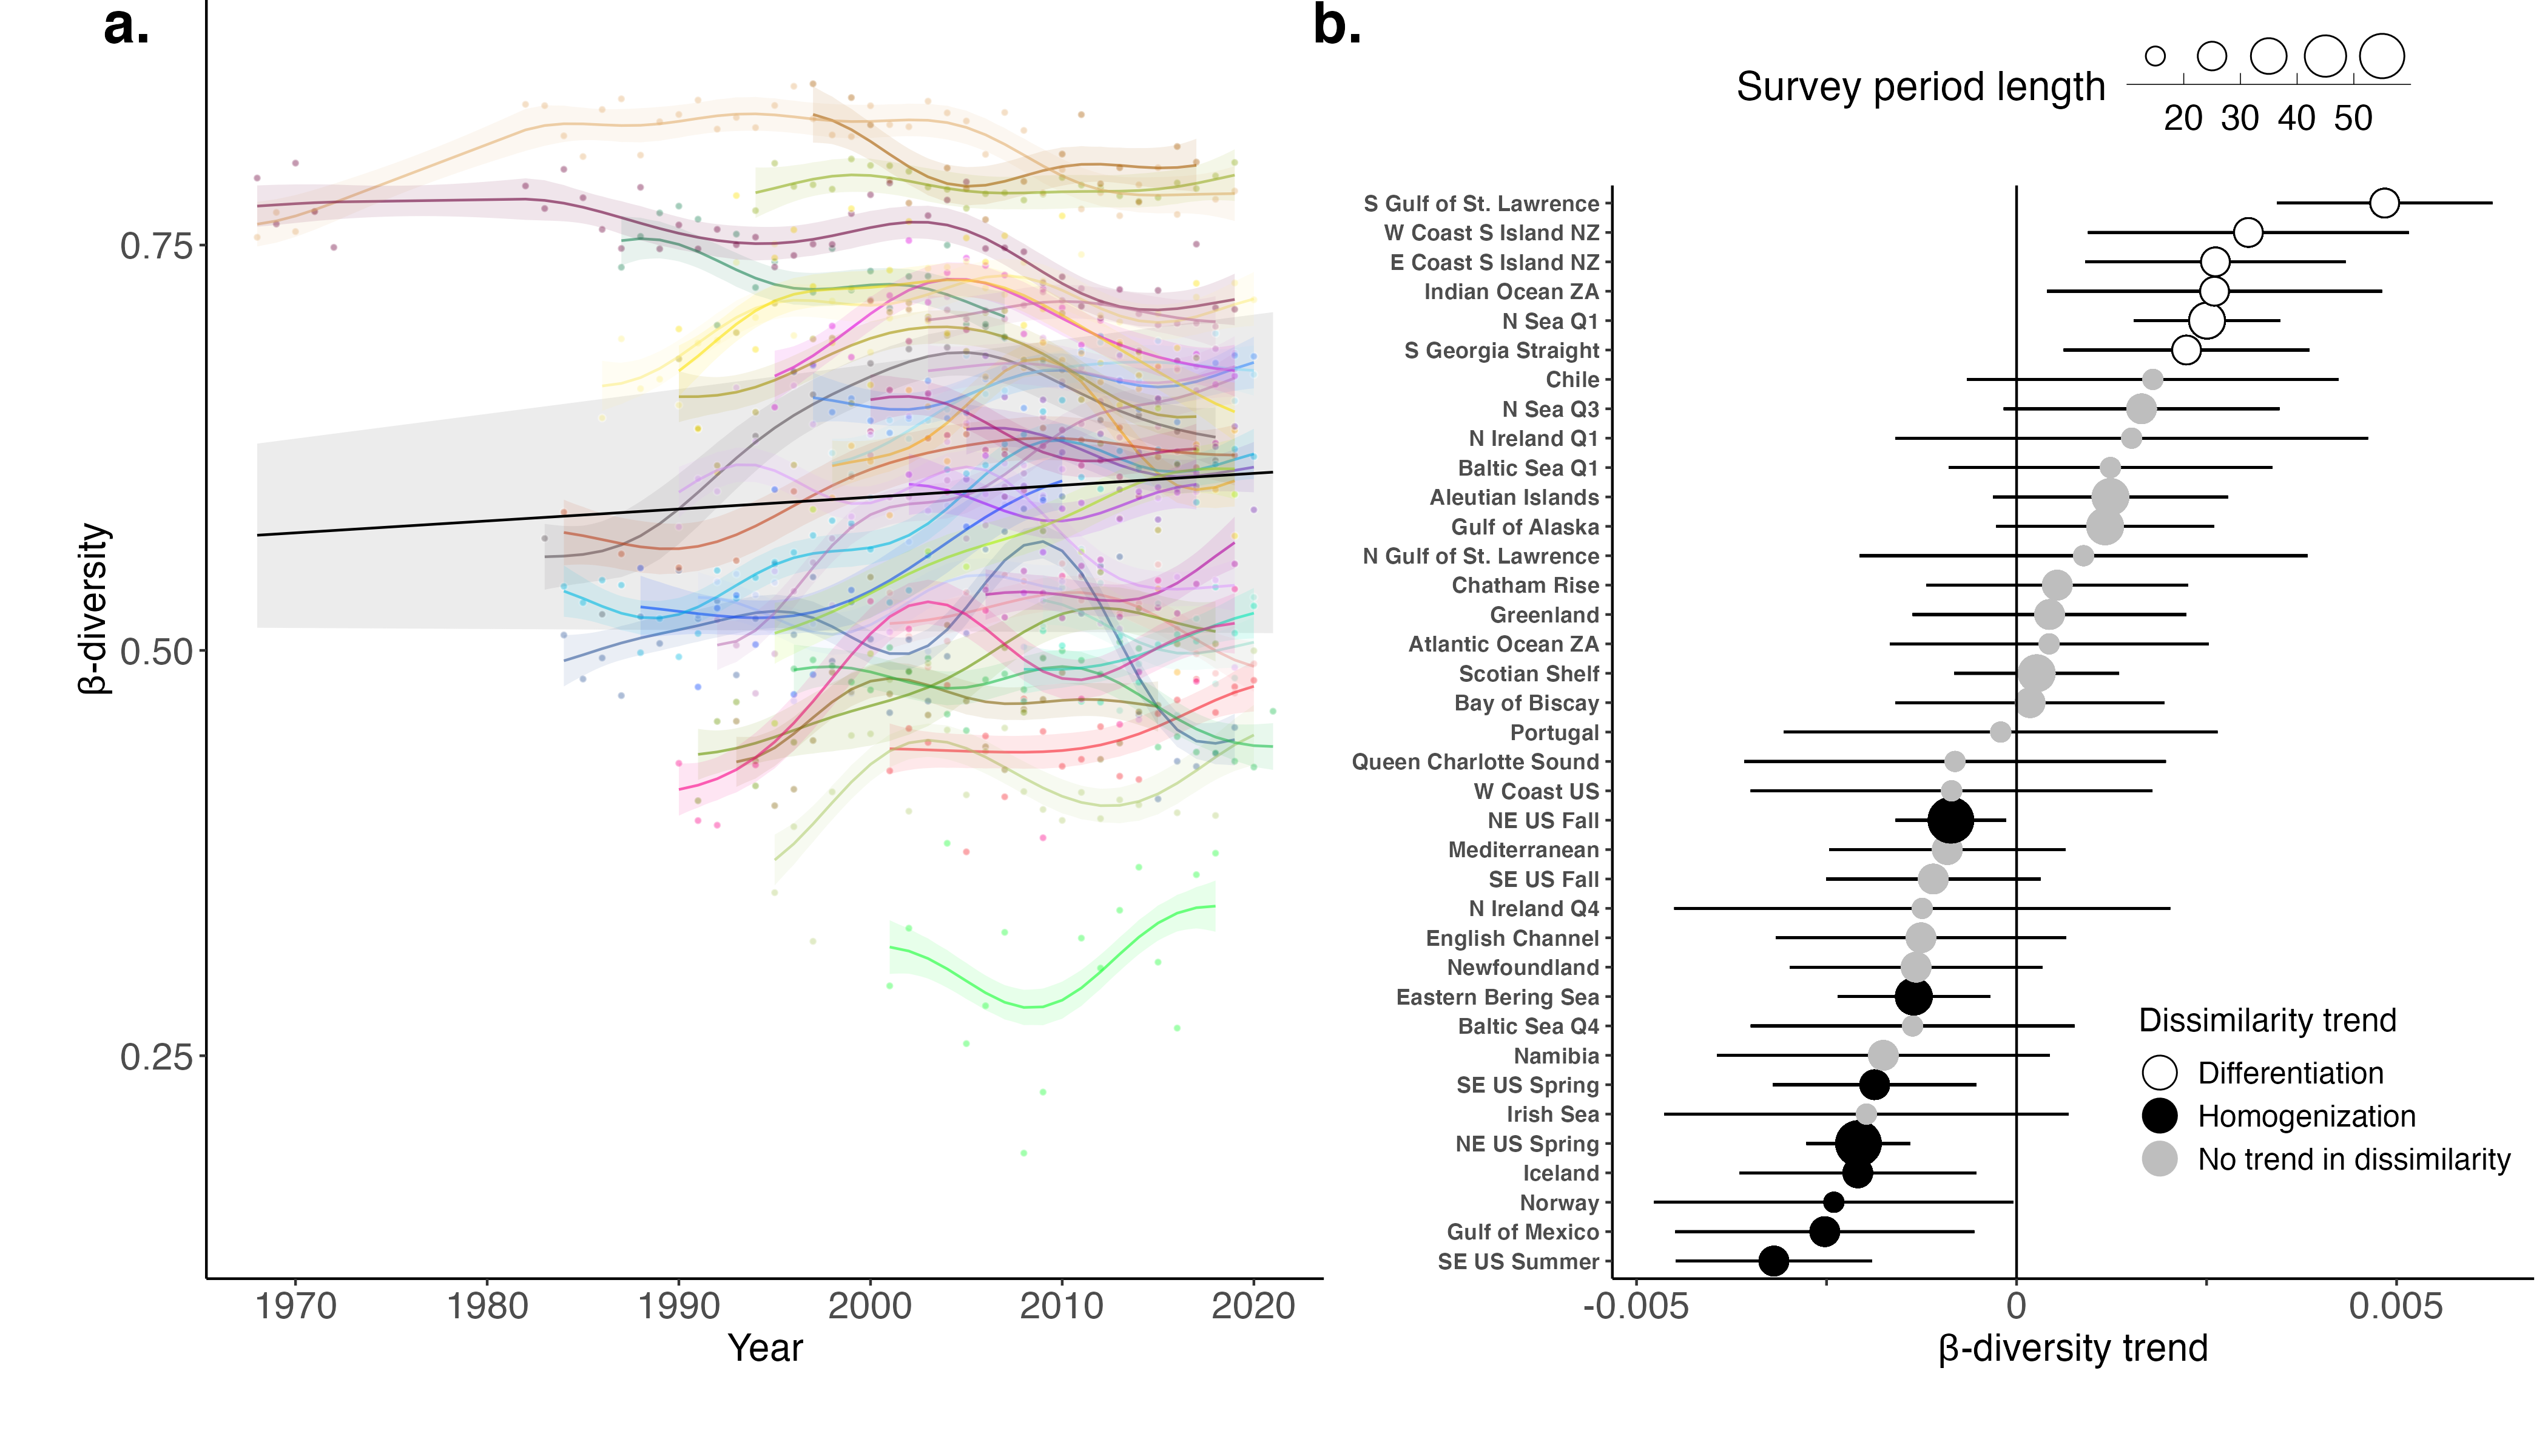 a.
β-diversity
0.75
0.50
0.25
1970 1980 1990 2000 2010 2020
Year
b.
Survey period length
20 30 40 50
S Gulf of St. Lawrence
W Coast S Island NZ
E Coast S Island NZ
Indian Ocean ZA
N Sea Q1
S Georgia Straight
Chile
N Sea Q3
N Ireland Q1
Baltic Sea Q1
Aleutian Islands
Gulf of Alaska
N Gulf of St. Lawrence
Chatham Rise
Greenland
Atlantic Ocean ZA
Scotian Shelf
Bay of Biscay
Portugal
Queen Charlotte Sound
W Coast US
NE US Fall
Mediterranean
SE US Fall
N Ireland Q4
English Channel
Newfoundland
Eastern Bering Sea
Baltic Sea Q4
Namibia
SE US Spring
Irish Sea
NE US Spring
Iceland
Norway
Gulf of Mexico
SE US Summer
Dissimilarity trend
Differentiation
Homogenization
No trend in dissimilarity
-0.005 0 0.005
β-diversity trend